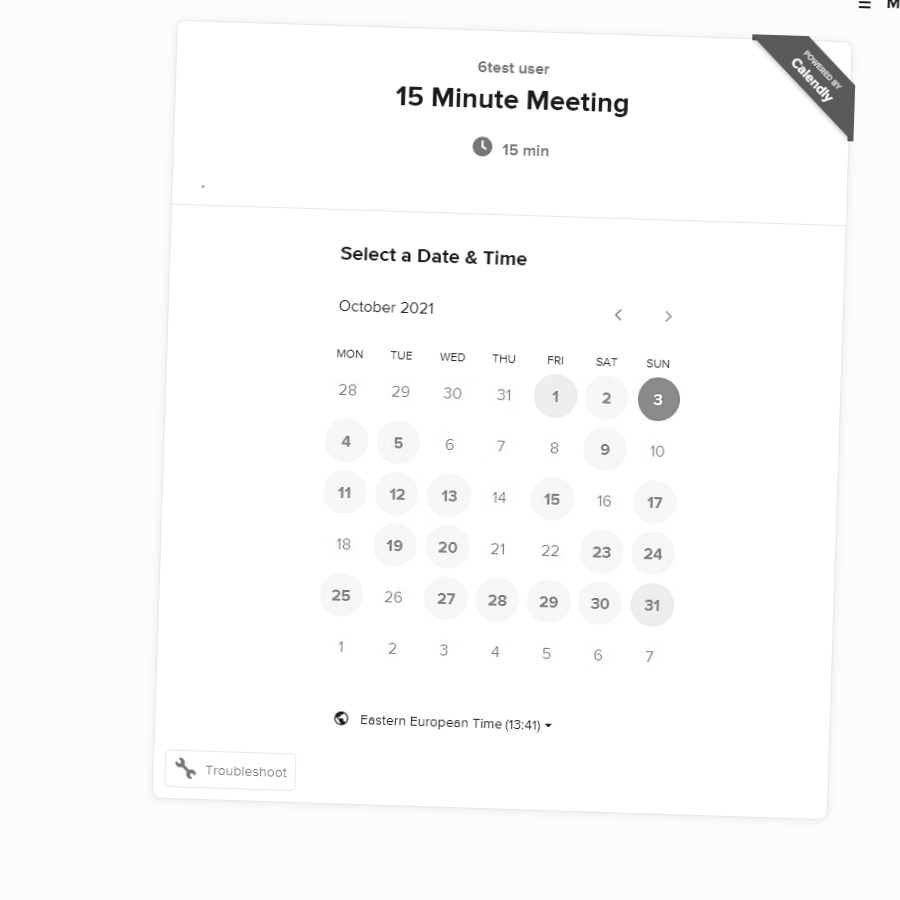 M
6test user
15 Minute Meeting
15 min
POWERED BY
Calendly
Select a Date & Time
October 2021
MON TUE WED THU FRI SAT SUN
28 29 30 31 1 2 3
4 5 6 7 8 9 10
11 12 13 14 15 16 17
18 19 20 21 22 23 24
25 26 27 28 29 30 31
1 2 3 4 5 6 7
Eastern European Time (13:41)
Troubleshoot